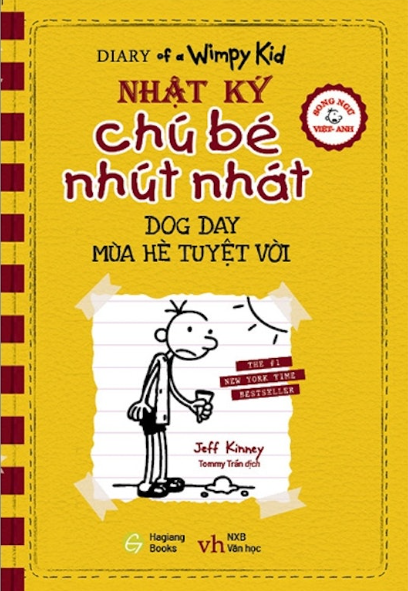 DIARY of a Wimpy Kid
NHẬT KÝ
chú bé
nhút nhát
SONG NGỮ
VIỆT - ANH
DOG DAY
MÙA HÈ TUYỆT VỜI
THE #1
NEW YORK TIME
BESTSELLER
Jeff Kinney
Tommy Trần dịch
Hagiang
Books
vh
NXB
Văn học